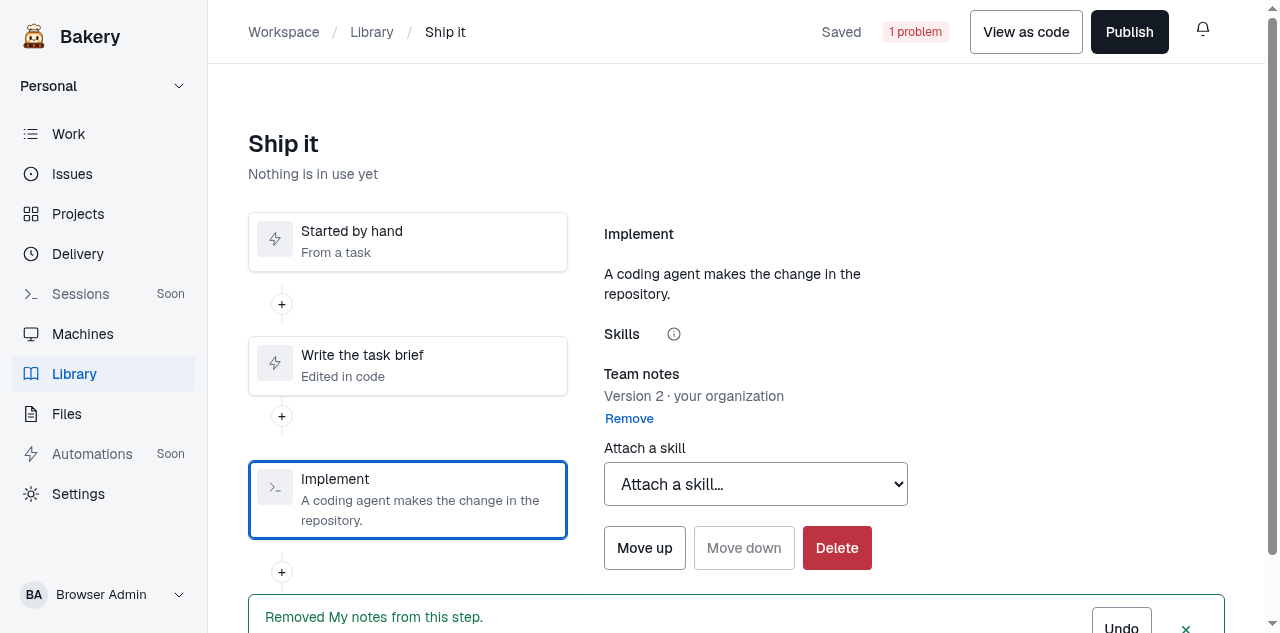 Bakery
Personal
Work
Issues
Projects
Delivery
Sessions Soon
Machines
Library
Files
Automations Soon
Settings
BA Browser Admin
Workspace / Library / Ship it
Saved
1 problem
View as code
Publish
Ship it
Nothing is in use yet
Started by hand
From a task
+
Write the task brief
Edited in code
+
Implement
A coding agent makes the change in the
repository.
+
Implement
A coding agent makes the change in the
repository.
Skills
Team notes
Version 2 · your organization
Remove
Attach a skill
Attach a skill...
Move up
Move down
Delete
Removed My notes from this step.
Undo
×